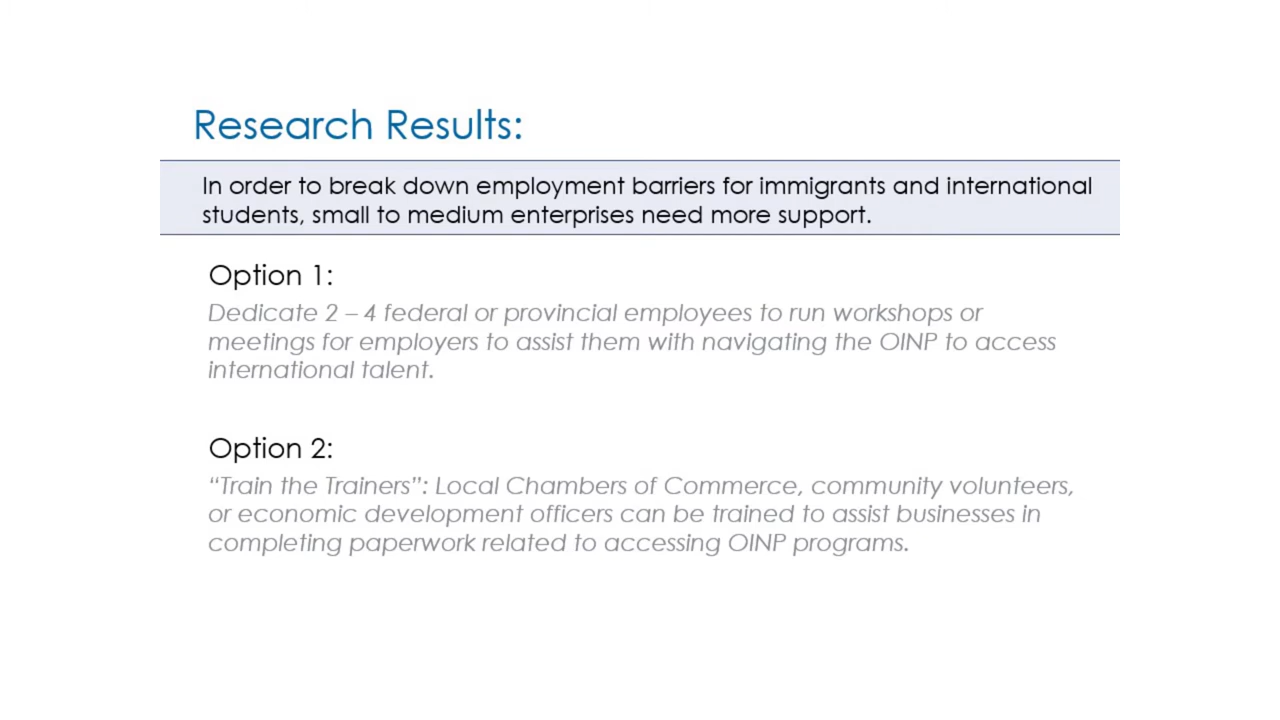 Research Results:
In order to break down employment barriers for immigrants and international
students, small to medium enterprises need more support.
Option 1:
Dedicate 2 – 4 federal or provincial employees to run workshops or
meetings for employers to assist them with navigating the OINP to access
international talent.
Option 2:
“Train the Trainers”: Local Chambers of Commerce, community volunteers,
or economic development officers can be trained to assist businesses in
completing paperwork related to accessing OINP programs.